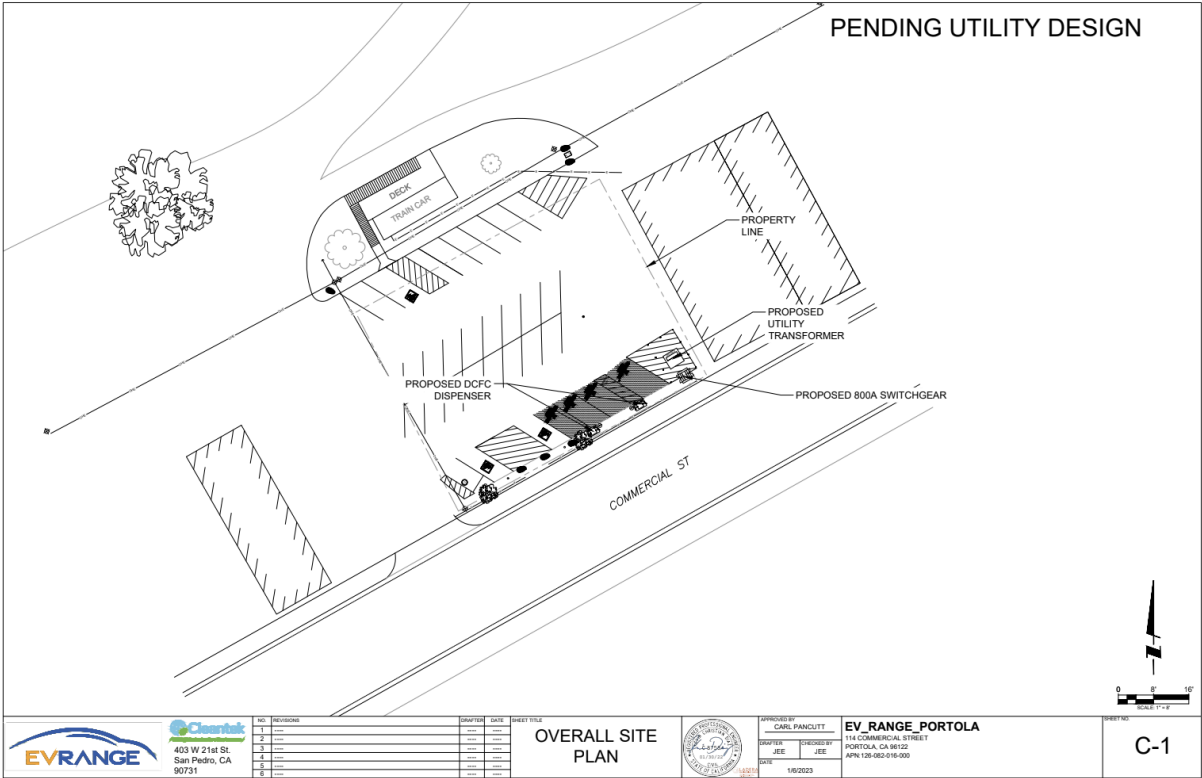 PENDING UTILITY DESIGN
DECK
TRAIN CAR
PROPERTY
LINE
PROPOSED
UTILITY
TRANSFORMER
PROPOSED DCFC
DISPENSER
PROPOSED 800A SWITCHGEAR
COMMERCIAL ST
N
0 8' 16'
SCALE: 1" = 8'
EVRANGE
Cleantek
403 W 21st St.
San Pedro, CA
90731
NO. REVISIONS DRAFTER DATE
1 ---- ---- ----
2 ---- ---- ----
3 ---- ---- ----
4 ---- ---- ----
5 ---- ---- ----
6 ---- ---- ----
SHEET TITLE
OVERALL SITE
PLAN
APPROVED BY
CARL PANCUTT
DRAFTER CHECKED BY
JEE JEE
DATE
1/6/2023
EV_RANGE_PORTOLA
114 COMMERCIAL STREET
PORTOLA, CA 96122
APN:126-082-016-000
SHEET NO.
C-1